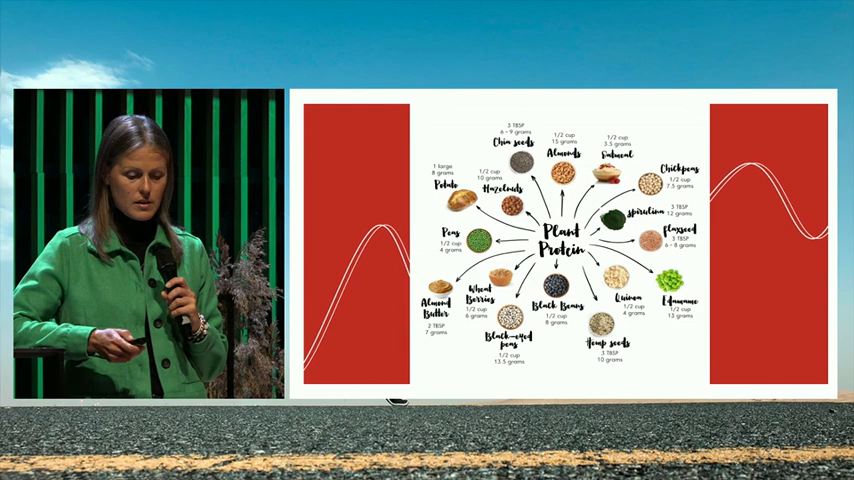 3 TBSP
6 - 9 grams
Chia seeds
1/2 cup
15 grams
Almonds
1/2 cup
3.5 grams
Oatmeal
1 large
8 grams
Potato
1/2 cup
10 grams
Hazelnuts
Chickpeas
1/2 cup
7.5 grams
spirulina
3 TBSP
12 grams
Peas
1/2 cup
4 grams
Plant
Protein
flaxseed
3 TBSP
6 - 8 grams
Almond
Butter
2 TBSP
7 grams
Wheat
Berries
1/2 cup
6 grams
Black Beans
1/2 cup
8 grams
Quinoa
1/2 cup
4 grams
Edamame
1/2 cup
13 grams
Black-eyed
peas
1/2 cup
13.5 grams
Hemp seeds
3 TBSP
10 grams